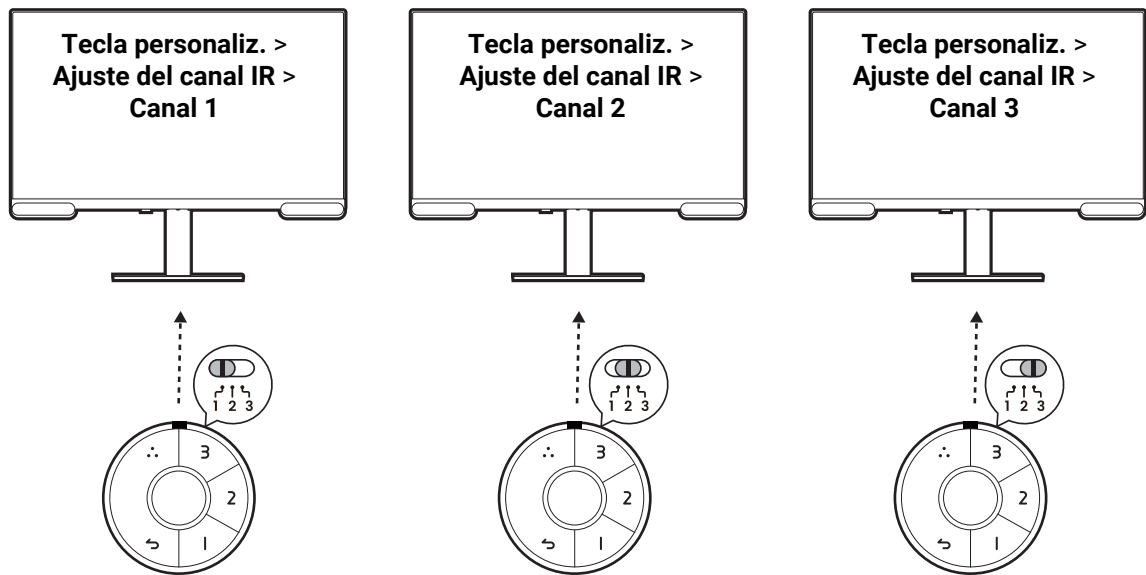 Tecla personaliz. >
Ajuste del canal IR >
Canal 1
Tecla personaliz. >
Ajuste del canal IR >
Canal 2
Tecla personaliz. >
Ajuste del canal IR >
Canal 3
1 2 3
3
2
1
1 2 3
3
2
1
1 2 3
3
2
1